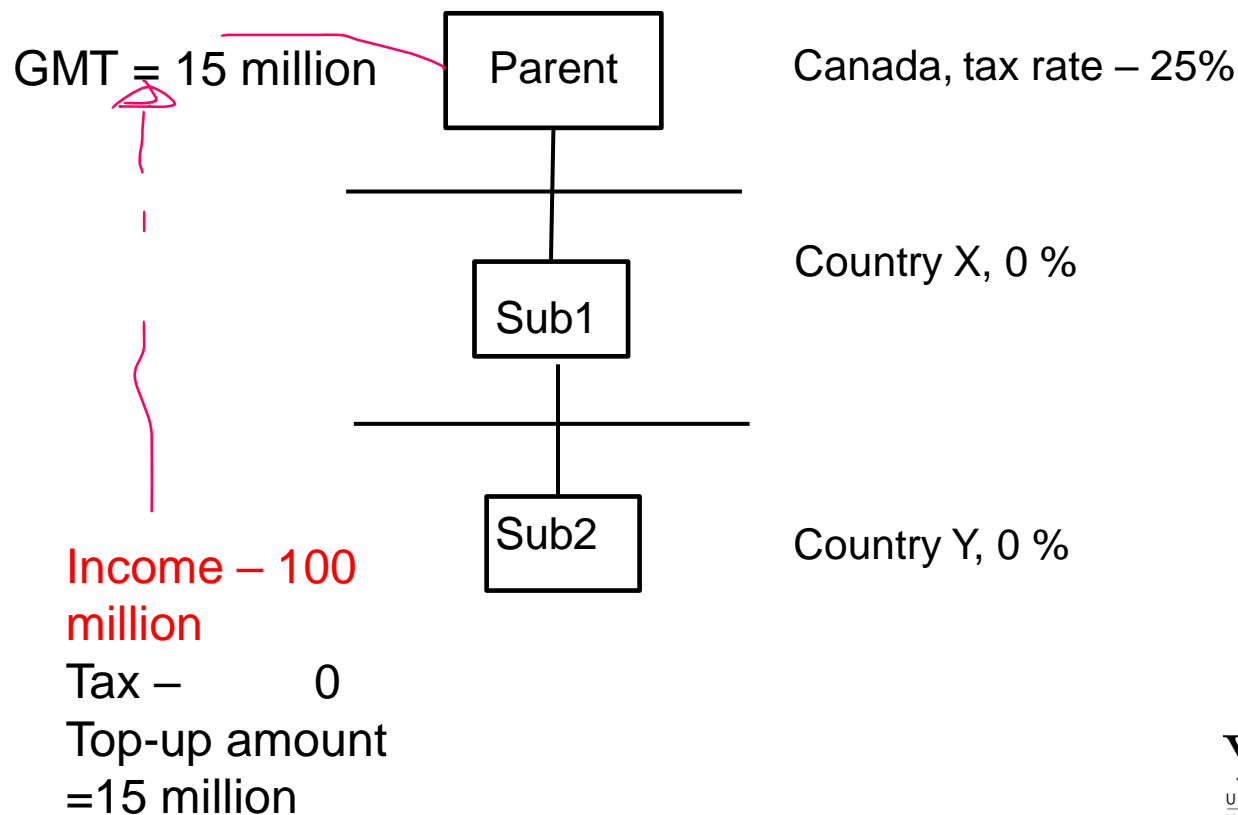 GMT = 15 million
Parent
Canada, tax rate – 25%
Country X, 0 %
Sub1
Sub2
Country Y, 0 %
Income – 100
million
Tax – 0
Top-up amount
=15 million